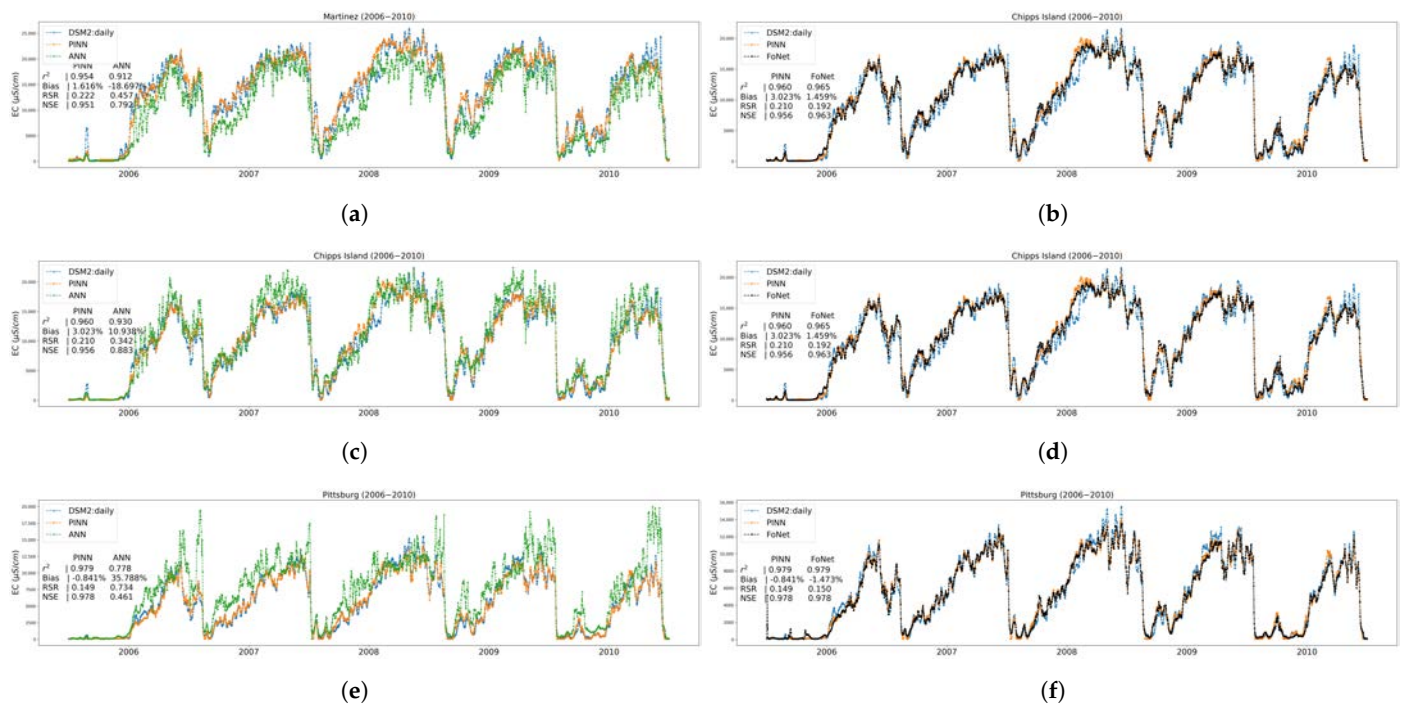 Martinez (2006−2010)
DSM2:daily
PINN
ANN
PINN ANN
r² | 0.954 0.912
Bias | 1.616% -18.697%
RSR | 0.222 0.457
NSE | 0.951 0.792
EC (μS/cm)
2006 2007 2008 2009 2010
(a)
Chipps Island (2006−2010)
DSM2:daily
PINN
FoNet
PINN FoNet
r² | 0.960 0.965
Bias | 3.023% 1.459%
RSR | 0.210 0.192
NSE | 0.956 0.963
EC (μS/cm)
2006 2007 2008 2009 2010
(b)
Chipps Island (2006−2010)
DSM2:daily
PINN
ANN
PINN ANN
r² | 0.960 0.930
Bias | 3.023% 10.938%
RSR | 0.210 0.342
NSE | 0.956 0.883
EC (μS/cm)
2006 2007 2008 2009 2010
(c)
Chipps Island (2006−2010)
DSM2:daily
PINN
FoNet
PINN FoNet
r² | 0.960 0.965
Bias | 3.023% 1.459%
RSR | 0.210 0.192
NSE | 0.956 0.963
EC (μS/cm)
2006 2007 2008 2009 2010
(d)
Pittsburg (2006−2010)
DSM2:daily
PINN
ANN
PINN ANN
r² | 0.979 0.778
Bias | -0.841% 35.788%
RSR | 0.149 0.734
NSE | 0.978 0.461
EC (μS/cm)
2006 2007 2008 2009 2010
(e)
Pittsburg (2006−2010)
DSM2:daily
PINN
FoNet
PINN FoNet
r² | 0.979 0.979
Bias | -0.841% -1.473%
RSR | 0.149 0.150
NSE | 0.978 0.978
EC (μS/cm)
2006 2007 2008 2009 2010
(f)